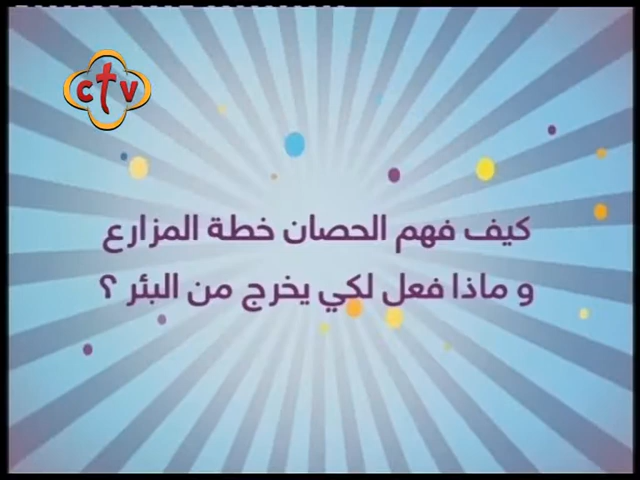 ctv
كيف فهم الحصان خطة المزارع
و ماذا فعل لكي يخرج من البئر ؟